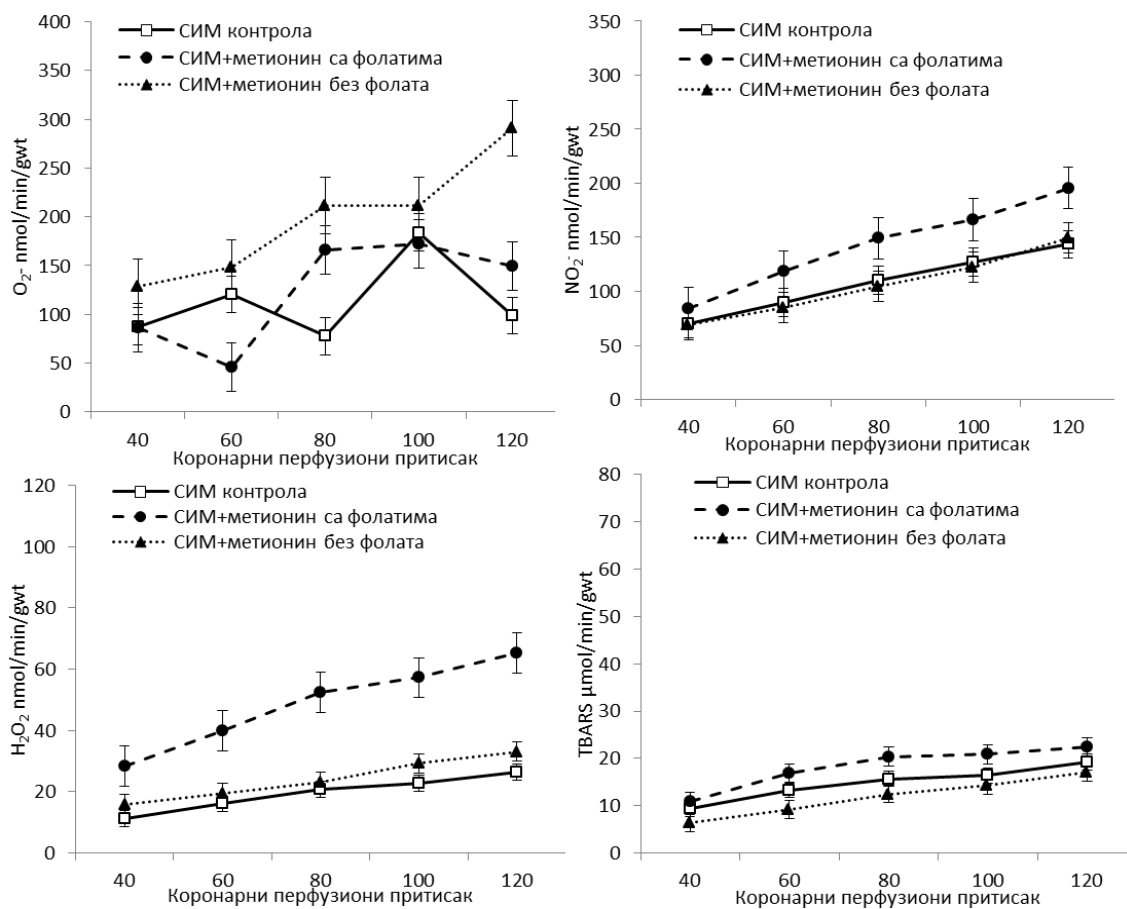 400
350
300
250
200
150
100
50
0
O₂- nmol/min/gwt
СИМ контрола
СИМ+метионин са фолатима
СИМ+метионин без фолата
40 60 80 100 120
Коронарни перфузиони притисак
350
300
250
200
150
100
50
0
NO₂⁻ nmol/min/gwt
СИМ контрола
СИМ+метионин са фолатима
СИМ+метионин без фолата
40 60 80 100 120
Коронарни перфузиони притисак
120
100
80
60
40
20
0
H₂O₂ nmol/min/gwt
СИМ контрола
СИМ+метионин са фолатима
СИМ+метионин без фолата
40 60 80 100 120
Коронарни перфузиони притисак
80
70
60
50
40
30
20
10
0
TBARS µmol/min/gwt
СИМ контрола
СИМ+метионин са фолатима
СИМ+метионин без фолата
40 60 80 100 120
Коронарни перфузиони притисак